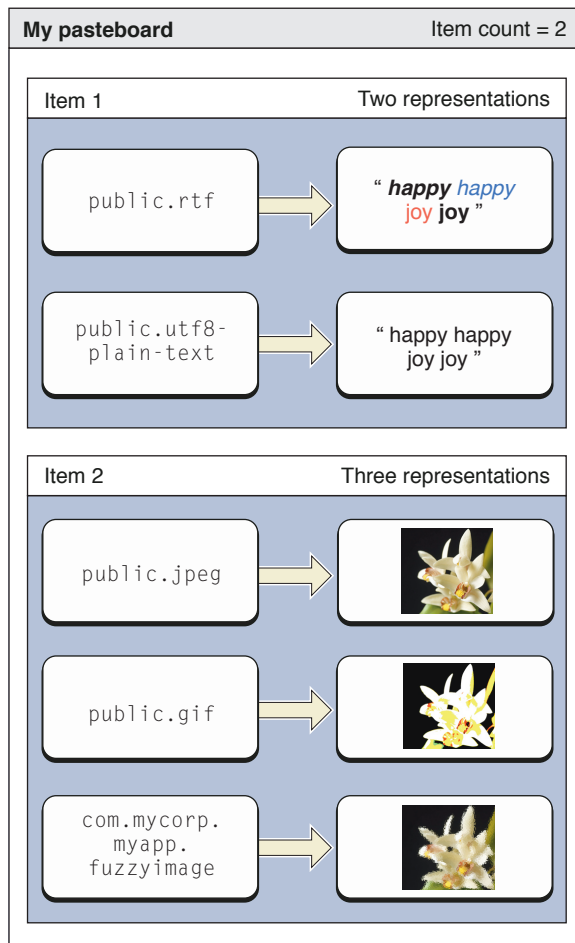 My pasteboard Item count = 2
Item 1 Two representations
public.rtf
“ happy happy
joy joy ”
public.utf8-
plain-text
“ happy happy
joy joy ”
Item 2 Three representations
public.jpeg
public.gif
com.mycorp.
myapp.
fuzzyimage